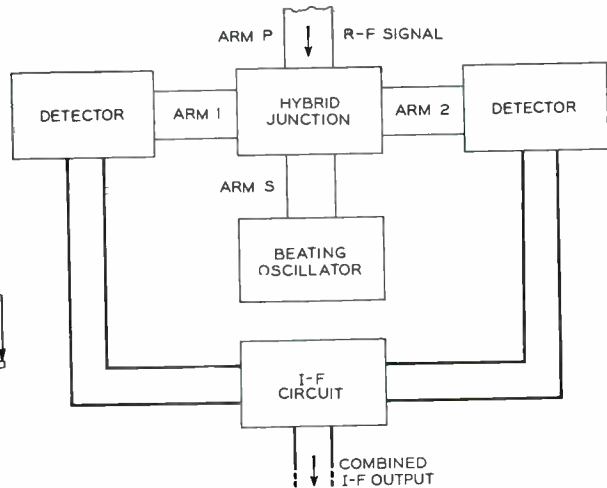 ARM P
R-F SIGNAL
DETECTOR
ARM 1
HYBRID
JUNCTION
ARM 2
DETECTOR
ARM S
BEATING
OSCILLATOR
I-F
CIRCUIT
COMBINED
I-F OUTPUT